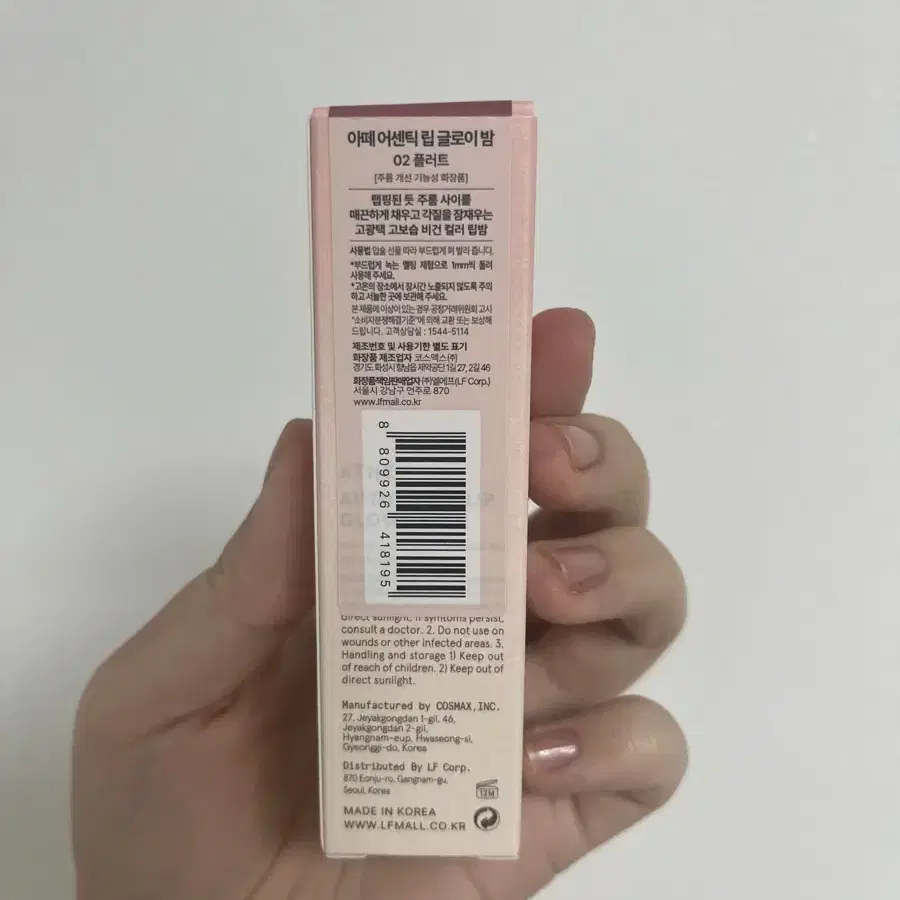 아떼 어센틱 립 글로이 밤
02 플러트
[주름 개선 기능성 화장품]
랩핑된 듯 주름 사이를
매끈하게 채우고 각질을 잠재우는
고광택 고보습 비건 컬러 립밤
사용법 입술 선을 따라 부드럽게 펴 발라 줍니다.
*부드럽게 녹는 멜팅 제형으로 1mm씩 돌려
사용해 주세요.
*고온의 장소에서 장시간 노출되지 않도록 주의
하고 서늘한 곳에 보관해 주세요.
본 제품에 이상이 있는 경우 공정거래위원회 고시
"소비자분쟁해결기준"에 의해 교환 또는 보상해
드립니다. 고객상담실 : 1544-5114
제조번호 및 사용기한 별도 표기
화장품 제조업자 코스맥스(주)
경기도 화성시 향남읍 제약공단 1길 27, 2길 46
화장품책임판매업자 (주)엘에프(LF Corp.)
서울시 강남구 언주로 870
www.lfmall.co.kr
8 809926 418195
direct sunlight, if symtoms persist,
consult a doctor. 2. Do not use on
wounds or other infected areas. 3.
Handling and storage 1) Keep out
of reach of children. 2) Keep out of
direct sunlight.
Manufactured by COSMAX, INC.
27, Jeyakgongdan 1-gil, 46,
Jeyakgongdan 2-gil,
Hyangnam-eup, Hwaseong-si,
Gyeonggi-do, Korea
Distributed By LF Corp.
870 Eonju-ro, Gangnam-gu,
Seoul, Korea
12M
MADE IN KOREA
WWW.LFMALL.CO.KR